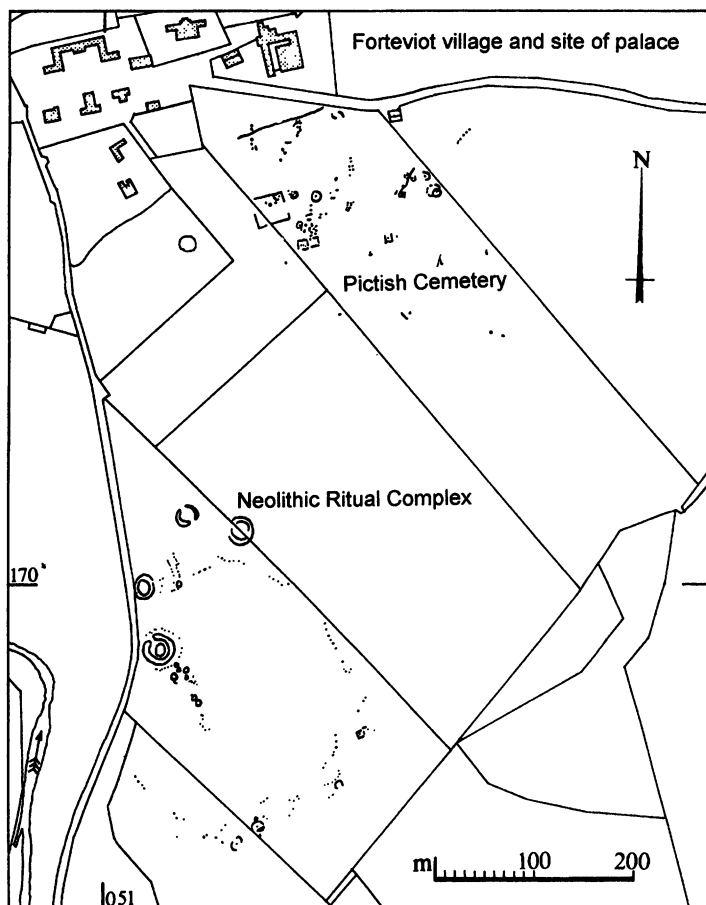 Forteviot village and site of palace
N
Pictish Cemetery
Neolithic Ritual Complex
170
m 100 200
051